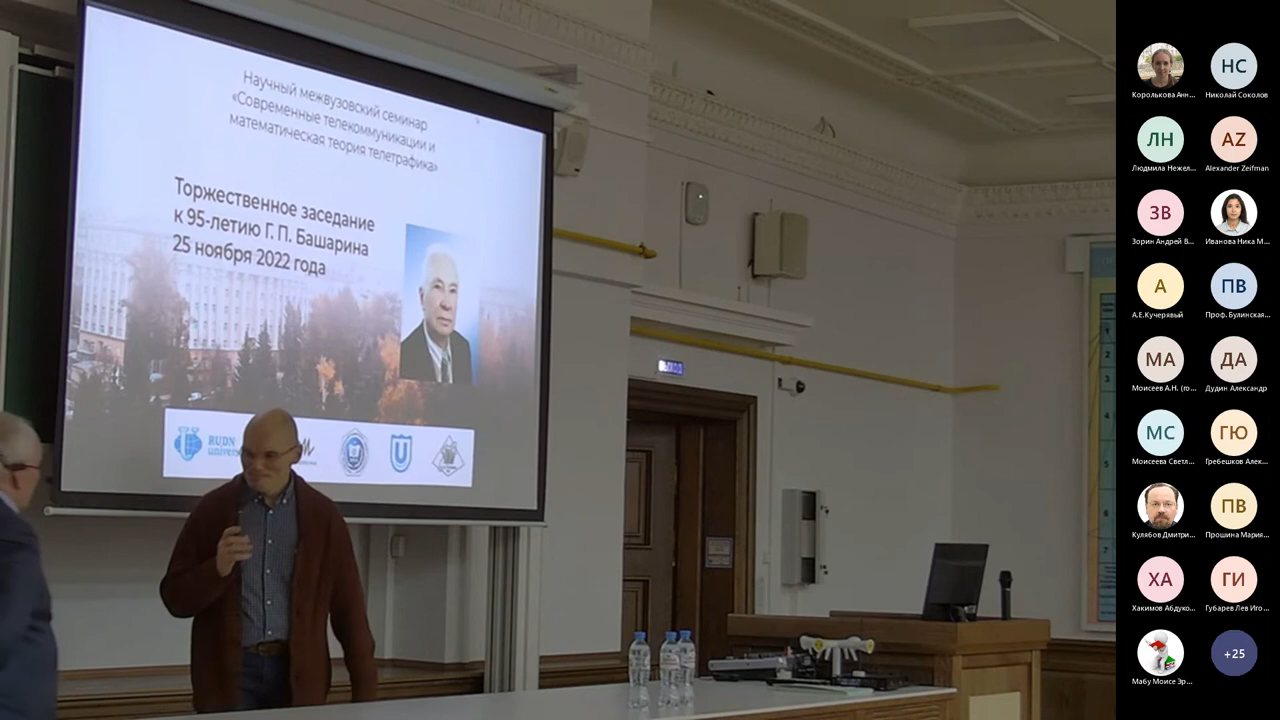 Научный межвузовский семинар
«Современные телекоммуникации и
математическая теория телетрафика»
Торжественное заседание
к 95-летию Г. П. Башарина
25 ноября 2022 года
RUDN
ВЫХОД
Королькова Анн...
НС
Николай Соколов
ЛН
Людмила Нежел...
AZ
Alexander Zeifman
ЗВ
Зорин Андрей В...
Иванова Ника М...
А
А.Е.Кучерявый
ПВ
Проф. Булинская...
МА
Моисеев А.Н. (го...
ДА
Дудин Александр
МС
Моисеева Светл...
ГЮ
Гребешков Алек...
Кулябов Дмитри...
ПВ
Прошина Мария...
ХА
Хакимов Абдуко...
ГИ
Губарев Лев Иго...
Мабу Моисе Эр...
+25